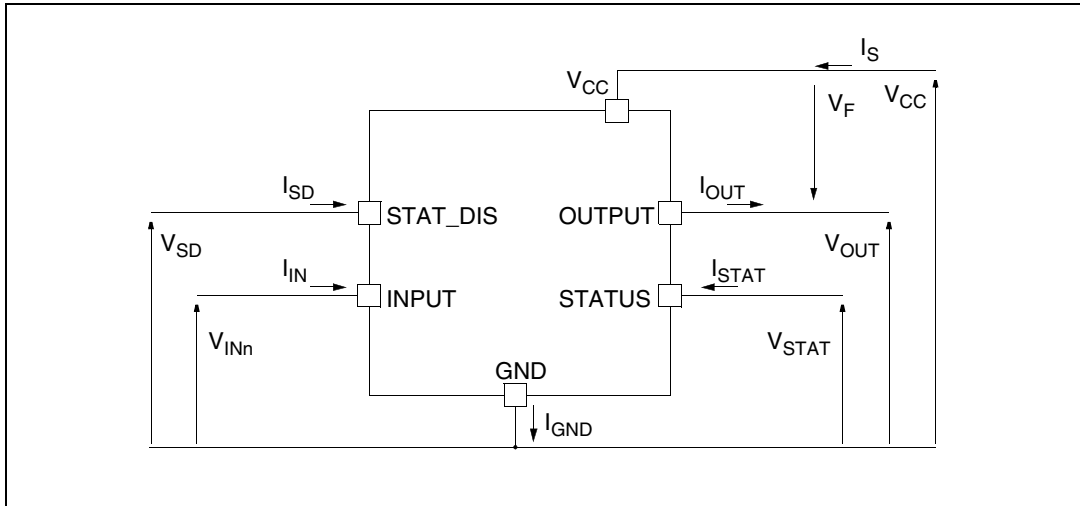 I_S
V_CC
V_F
V_CC
I_SD
I_OUT
STAT_DIS
OUTPUT
V_SD
V_OUT
I_IN
I_STAT
INPUT
STATUS
V_INn
V_STAT
GND
I_GND